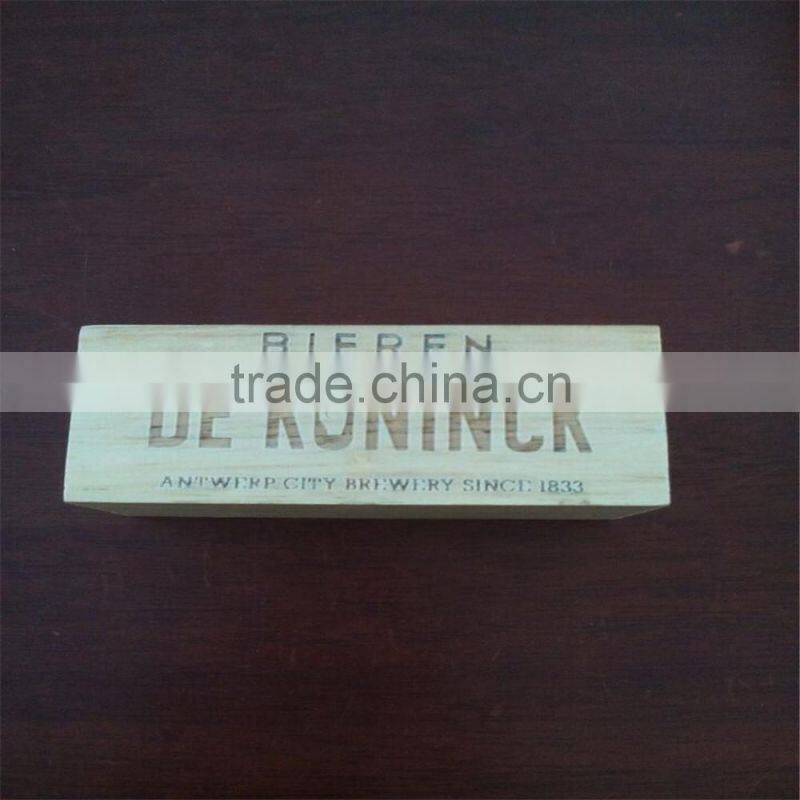 BIEREN
trade.china.cn
DE KONINCK
ANTWERP CITY BREWERY SINCE 1833